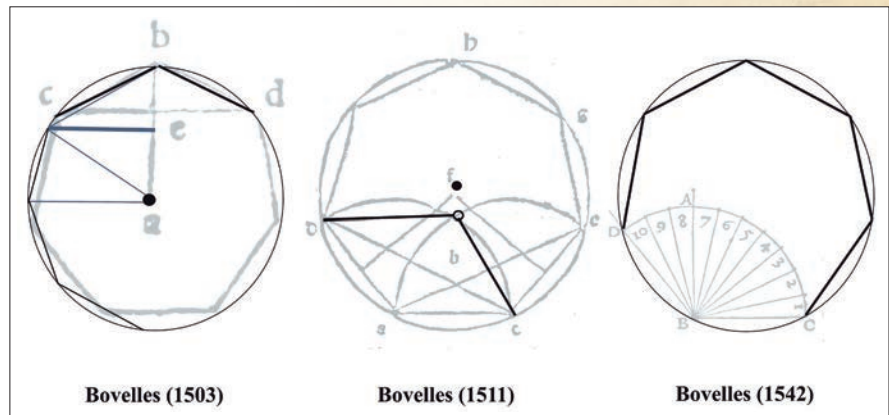 b
c
d
e
a
h
s
f
D
e
b
s
c
A
10 9 8 7 6 5 4 3 2 1
D
B
C
Bovelles (1503)
Bovelles (1511)
Bovelles (1542)